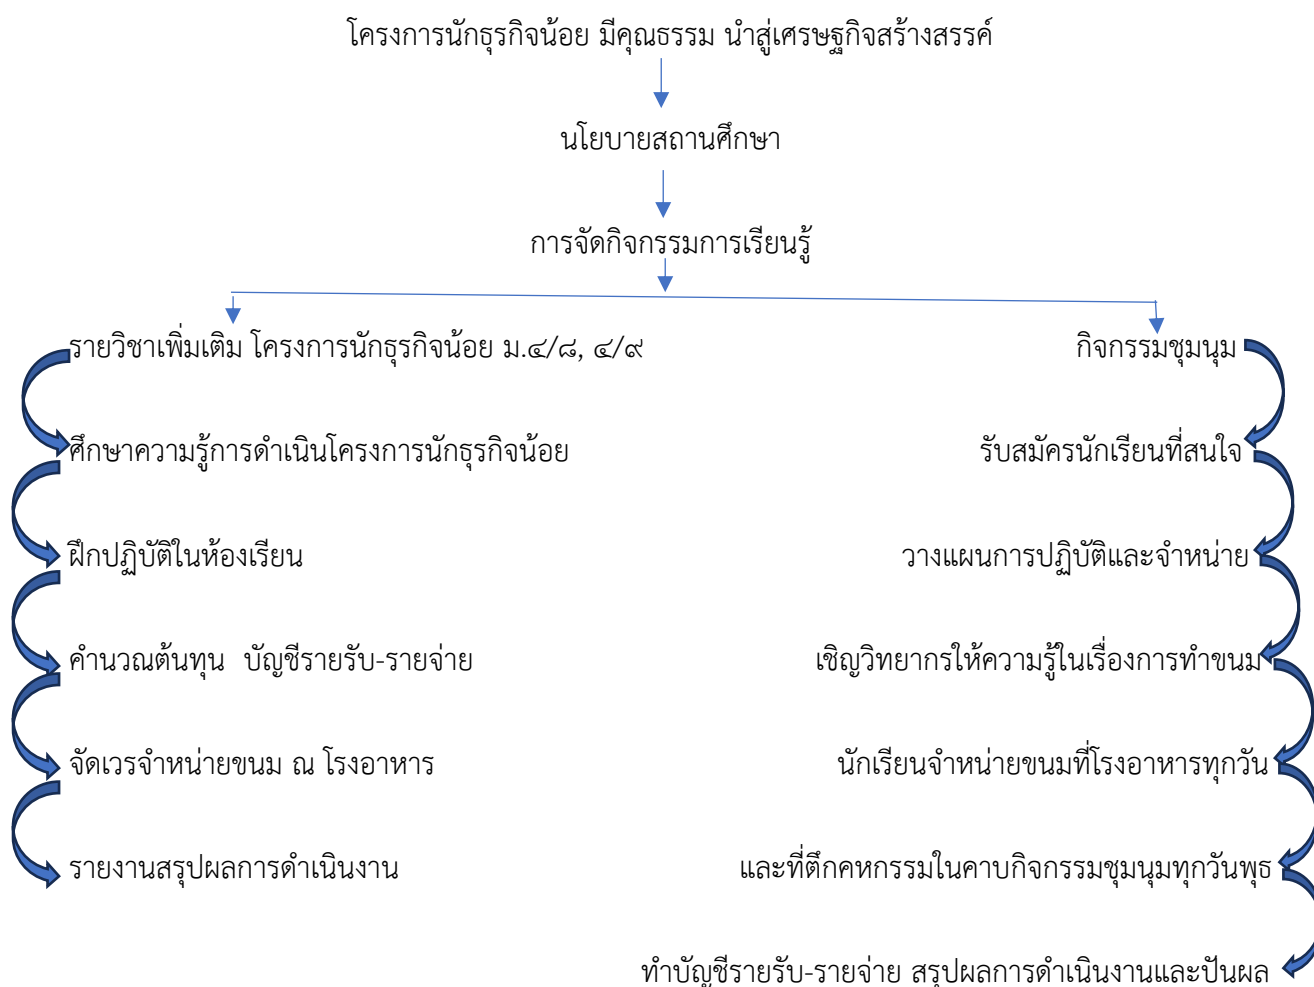 โครงการนักธุรกิจน้อย มีคุณธรรม นำสู่เศรษฐกิจสร้างสรรค์
นโยบายสถานศึกษา
การจัดกิจกรรมการเรียนรู้
รายวิชาเพิ่มเติม โครงการนักธุรกิจน้อย ม.๔/๘, ๔/๙
กิจกรรมชุมนุม
ศึกษาความรู้การดำเนินโครงการนักธุรกิจน้อย
รับสมัครนักเรียนที่สนใจ
ฝึกปฏิบัติในห้องเรียน
วางแผนการปฏิบัติและจำหน่าย
คำนวณต้นทุน บัญชีรายรับ-รายจ่าย
เชิญวิทยากรให้ความรู้ในเรื่องการทำขนม
จัดเวรจำหน่ายขนม ณ โรงอาหาร
นักเรียนจำหน่ายขนมที่โรงอาหารทุกวัน
รายงานสรุปผลการดำเนินงาน
และที่ตึกคหกรรมในคาบกิจกรรมชุมนุมทุกวันพุธ
ทำบัญชีรายรับ-รายจ่าย สรุปผลการดำเนินงานและปันผล